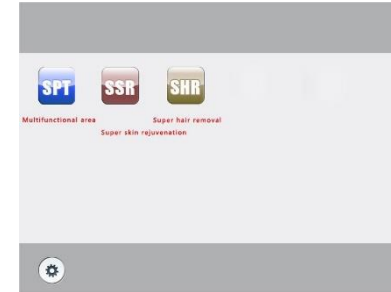 SPT SSR SHR
Multifunctional area Super hair removal
Super skin rejuvenation